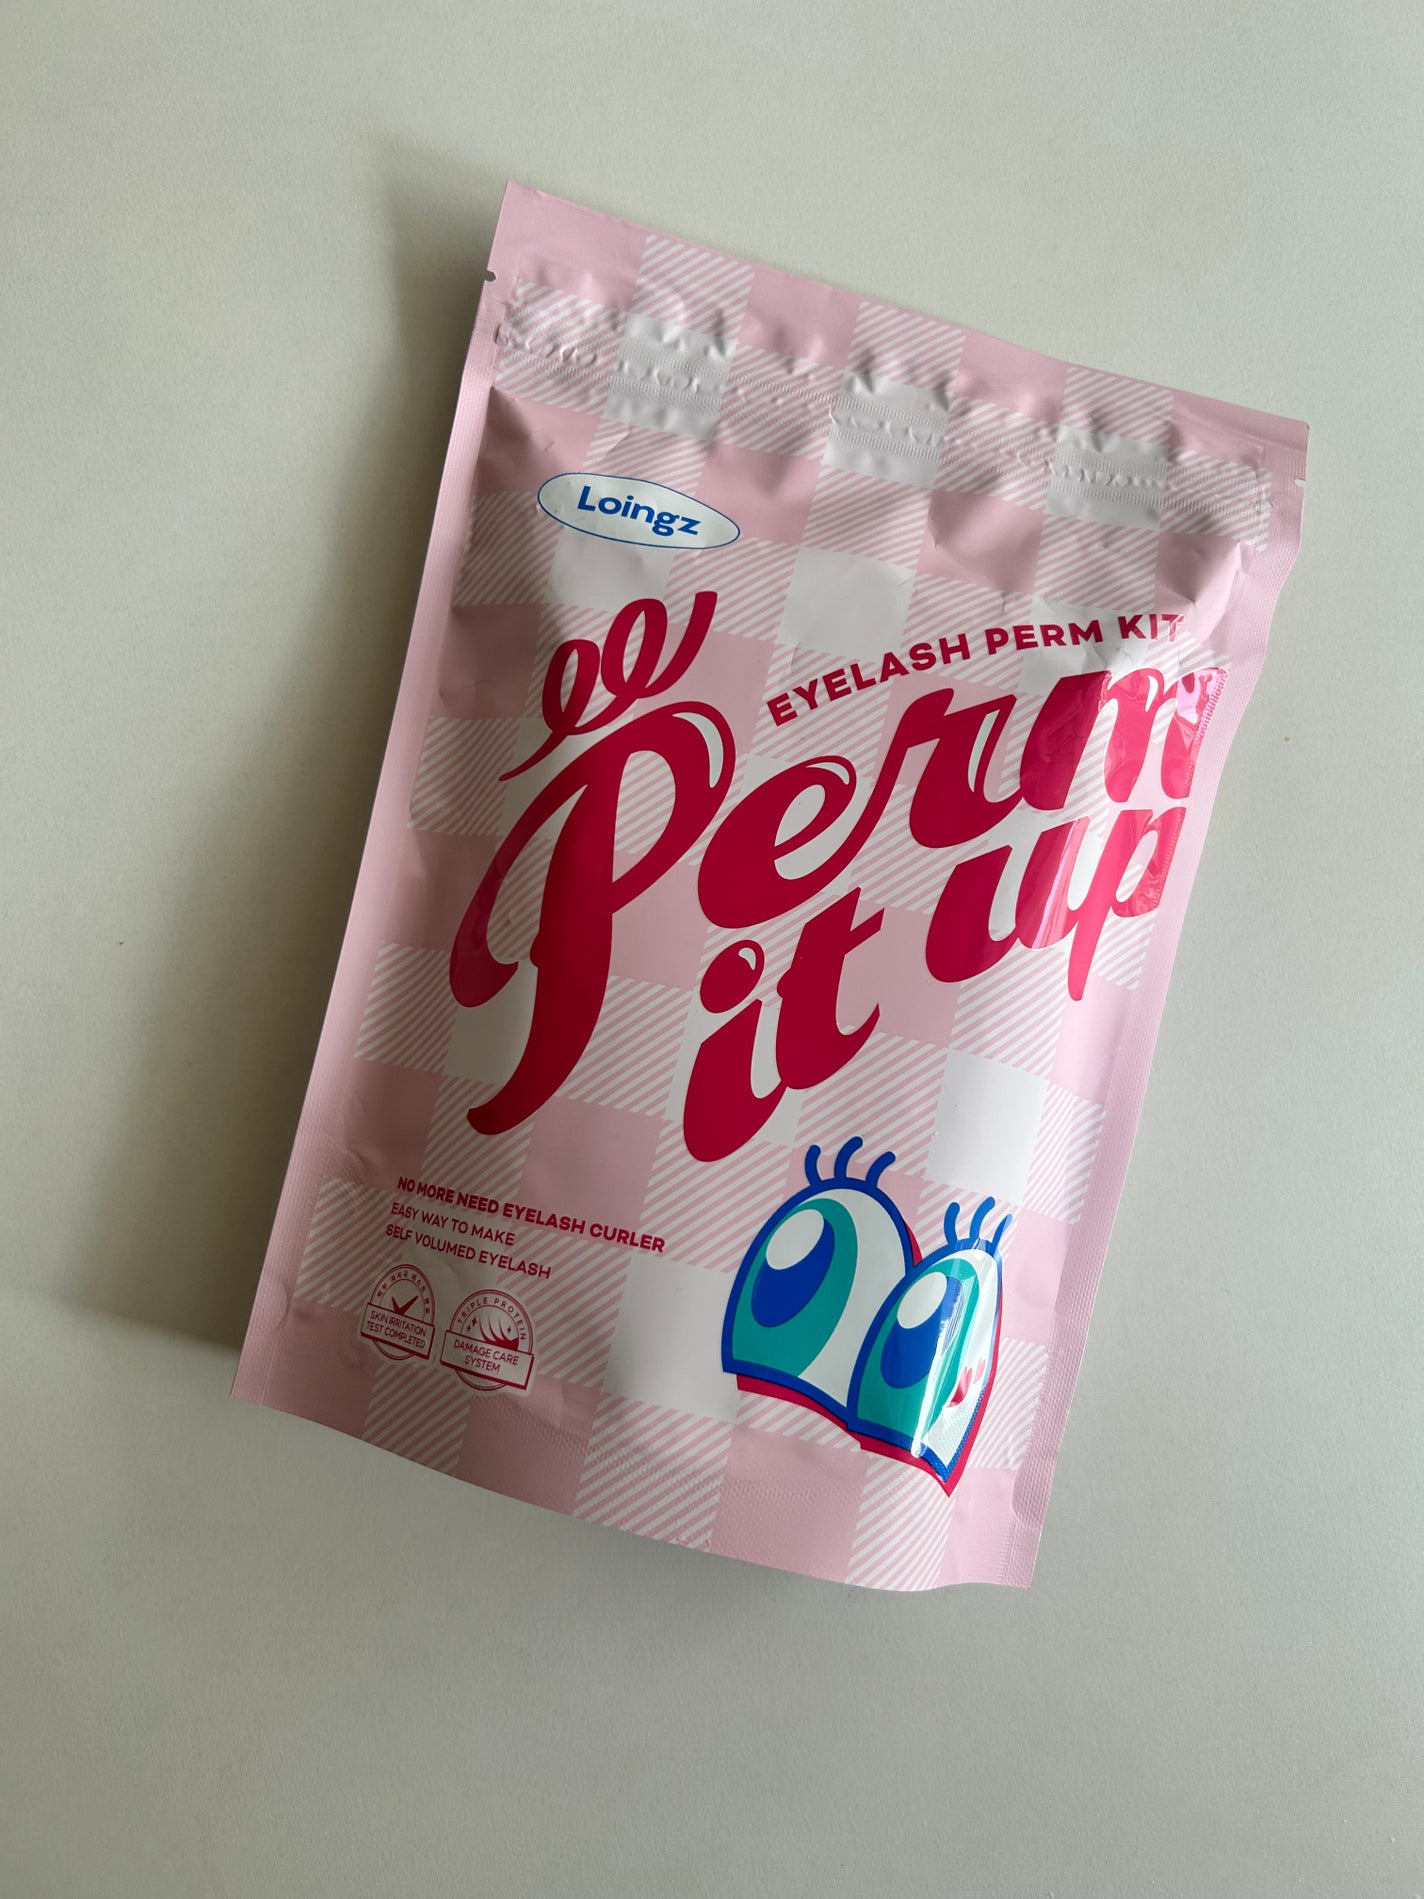 Loingz
EYELASH PERM KIT
Perm
it up
NO MORE NEED EYELASH CURLER
EASY WAY TO MAKE
SELF VOLUMED EYELASH
SKIN IRRITATION
TEST COMPLETED
TRIPLE PROTEIN
DAMAGE CARE
SYSTEM